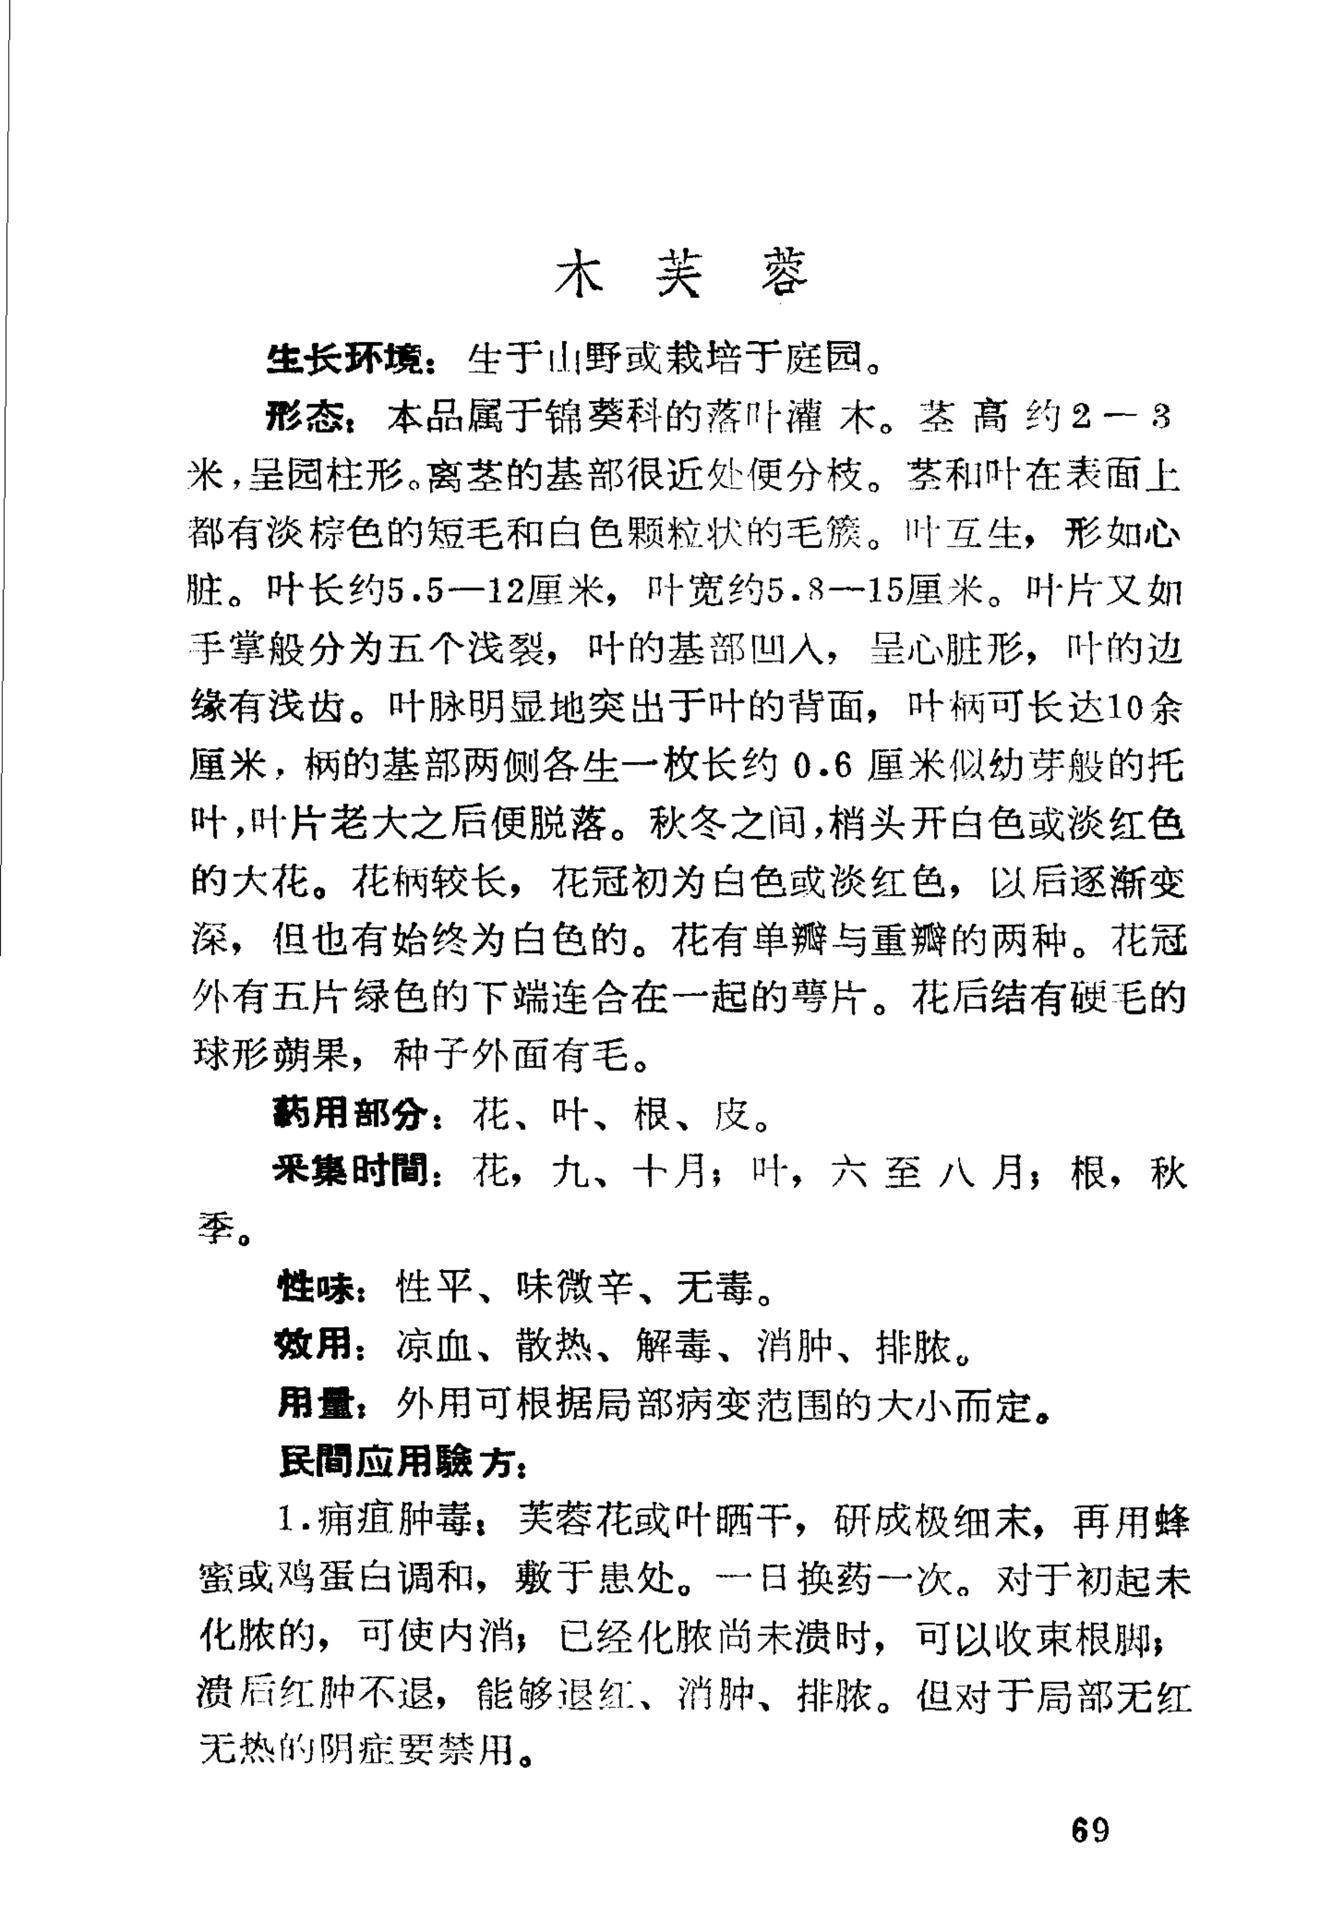 木芙蓉
生长环境：生于山野或栽培于庭园。
形态：本品属于锦葵科的落叶灌木。茎高约2—3
米，呈园柱形。离茎的基部很近处便分枝。茎和叶在表面上
都有淡棕色的短毛和白色颗粒状的毛簇。叶互生，形如心
脏。叶长约5.5—12厘米，叶宽约5.8—15厘米。叶片又如
手掌般分为五个浅裂，叶的基部凹入，呈心脏形，叶的边
缘有浅齿。叶脉明显地突出于叶的背面，叶柄可长达10余
厘米，柄的基部两侧各生一枚长约0.6厘米似幼芽般的托
叶，叶片老大之后便脱落。秋冬之间，梢头开白色或淡红色
的大花。花柄较长，花冠初为白色或淡红色，以后逐渐变
深，但也有始终为白色的。花有单瓣与重瓣的两种。花冠
外有五片绿色的下端连合在一起的萼片。花后结有硬毛的
球形蒴果，种子外面有毛。
药用部分：花、叶、根、皮。
采集时間：花，九、十月；叶，六至八月；根，秋
季。
性味：性平、味微辛、无毒。
效用：凉血、散热、解毒、消肿、排脓。
用量：外用可根据局部病变范围的大小而定。
民間应用驗方：
1.痈疽肿毒：芙蓉花或叶晒干，研成极细末，再用蜂
蜜或鸡蛋白调和，敷于患处。一日换药一次。对于初起未
化脓的，可使内消；已经化脓尚未溃时，可以收束根脚；
溃后红肿不退，能够退红、消肿、排脓。但对于局部无红
无热的阴症要禁用。
69